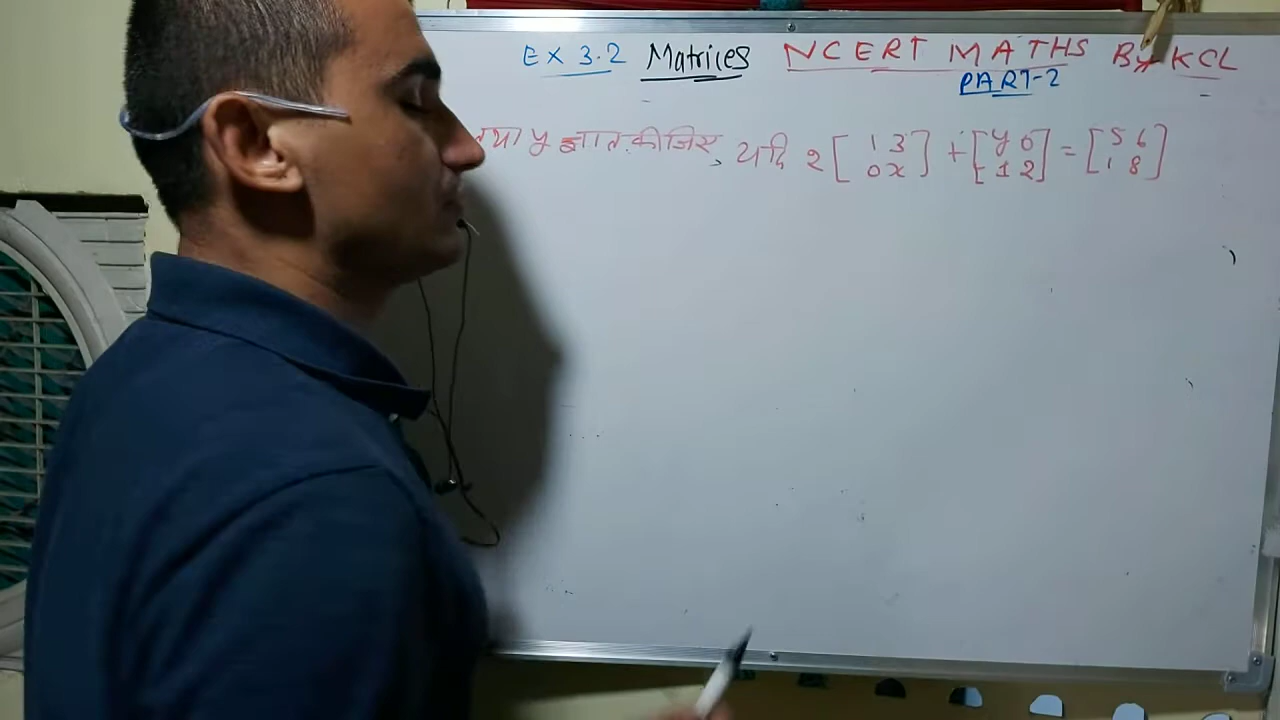 EX 3.2 Matrices NCERT MATHS By KCL
PART-2
तथा y ज्ञात कीजिए, यदि 2 [ 1 3 ] + [ y 0 ] = [ 5 6 ]
[ 0 x ] [ 1 2 ] [ 1 8 ]